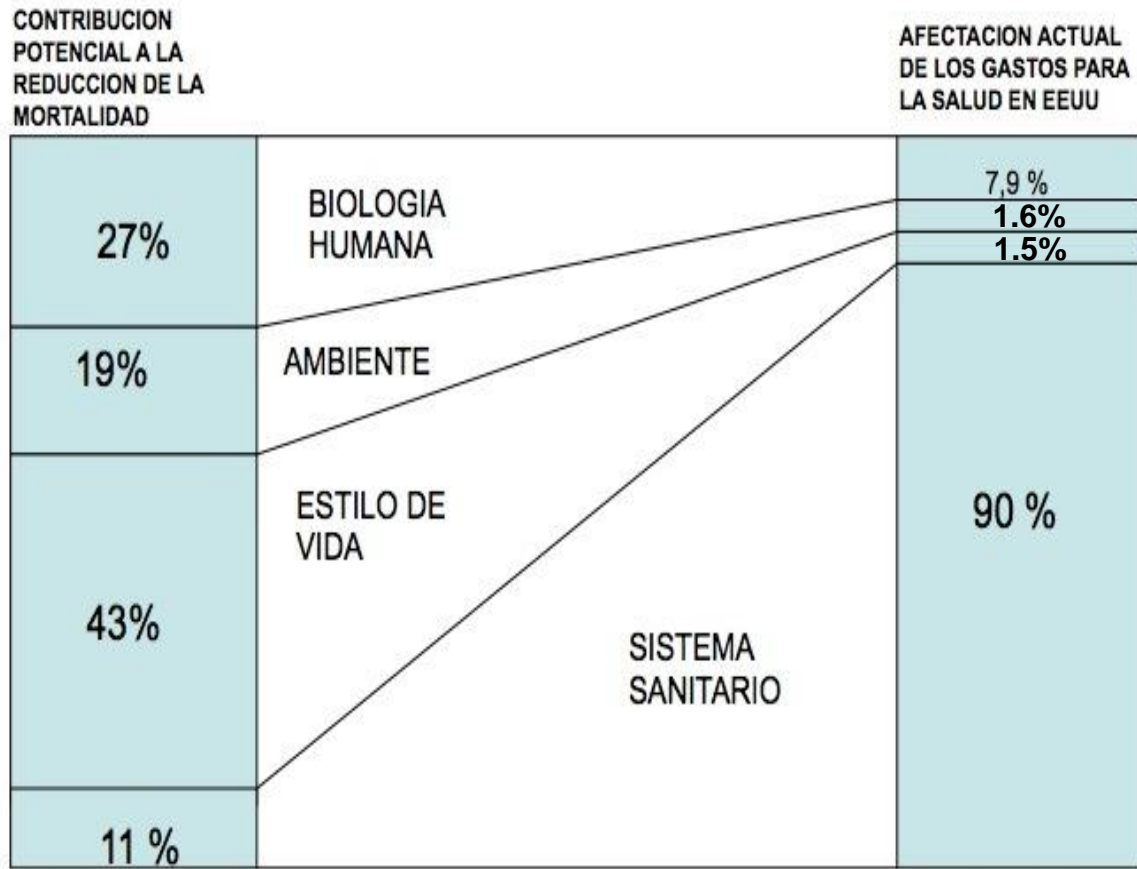 CONTRIBUCION
POTENCIAL A LA
REDUCCION DE LA
MORTALIDAD
AFECTACION ACTUAL
DE LOS GASTOS PARA
LA SALUD EN EEUU
27%
BIOLOGIA
HUMANA
7,9 %
1.6%
1.5%
19%
AMBIENTE
43%
ESTILO DE
VIDA
90 %
SISTEMA
SANITARIO
11 %